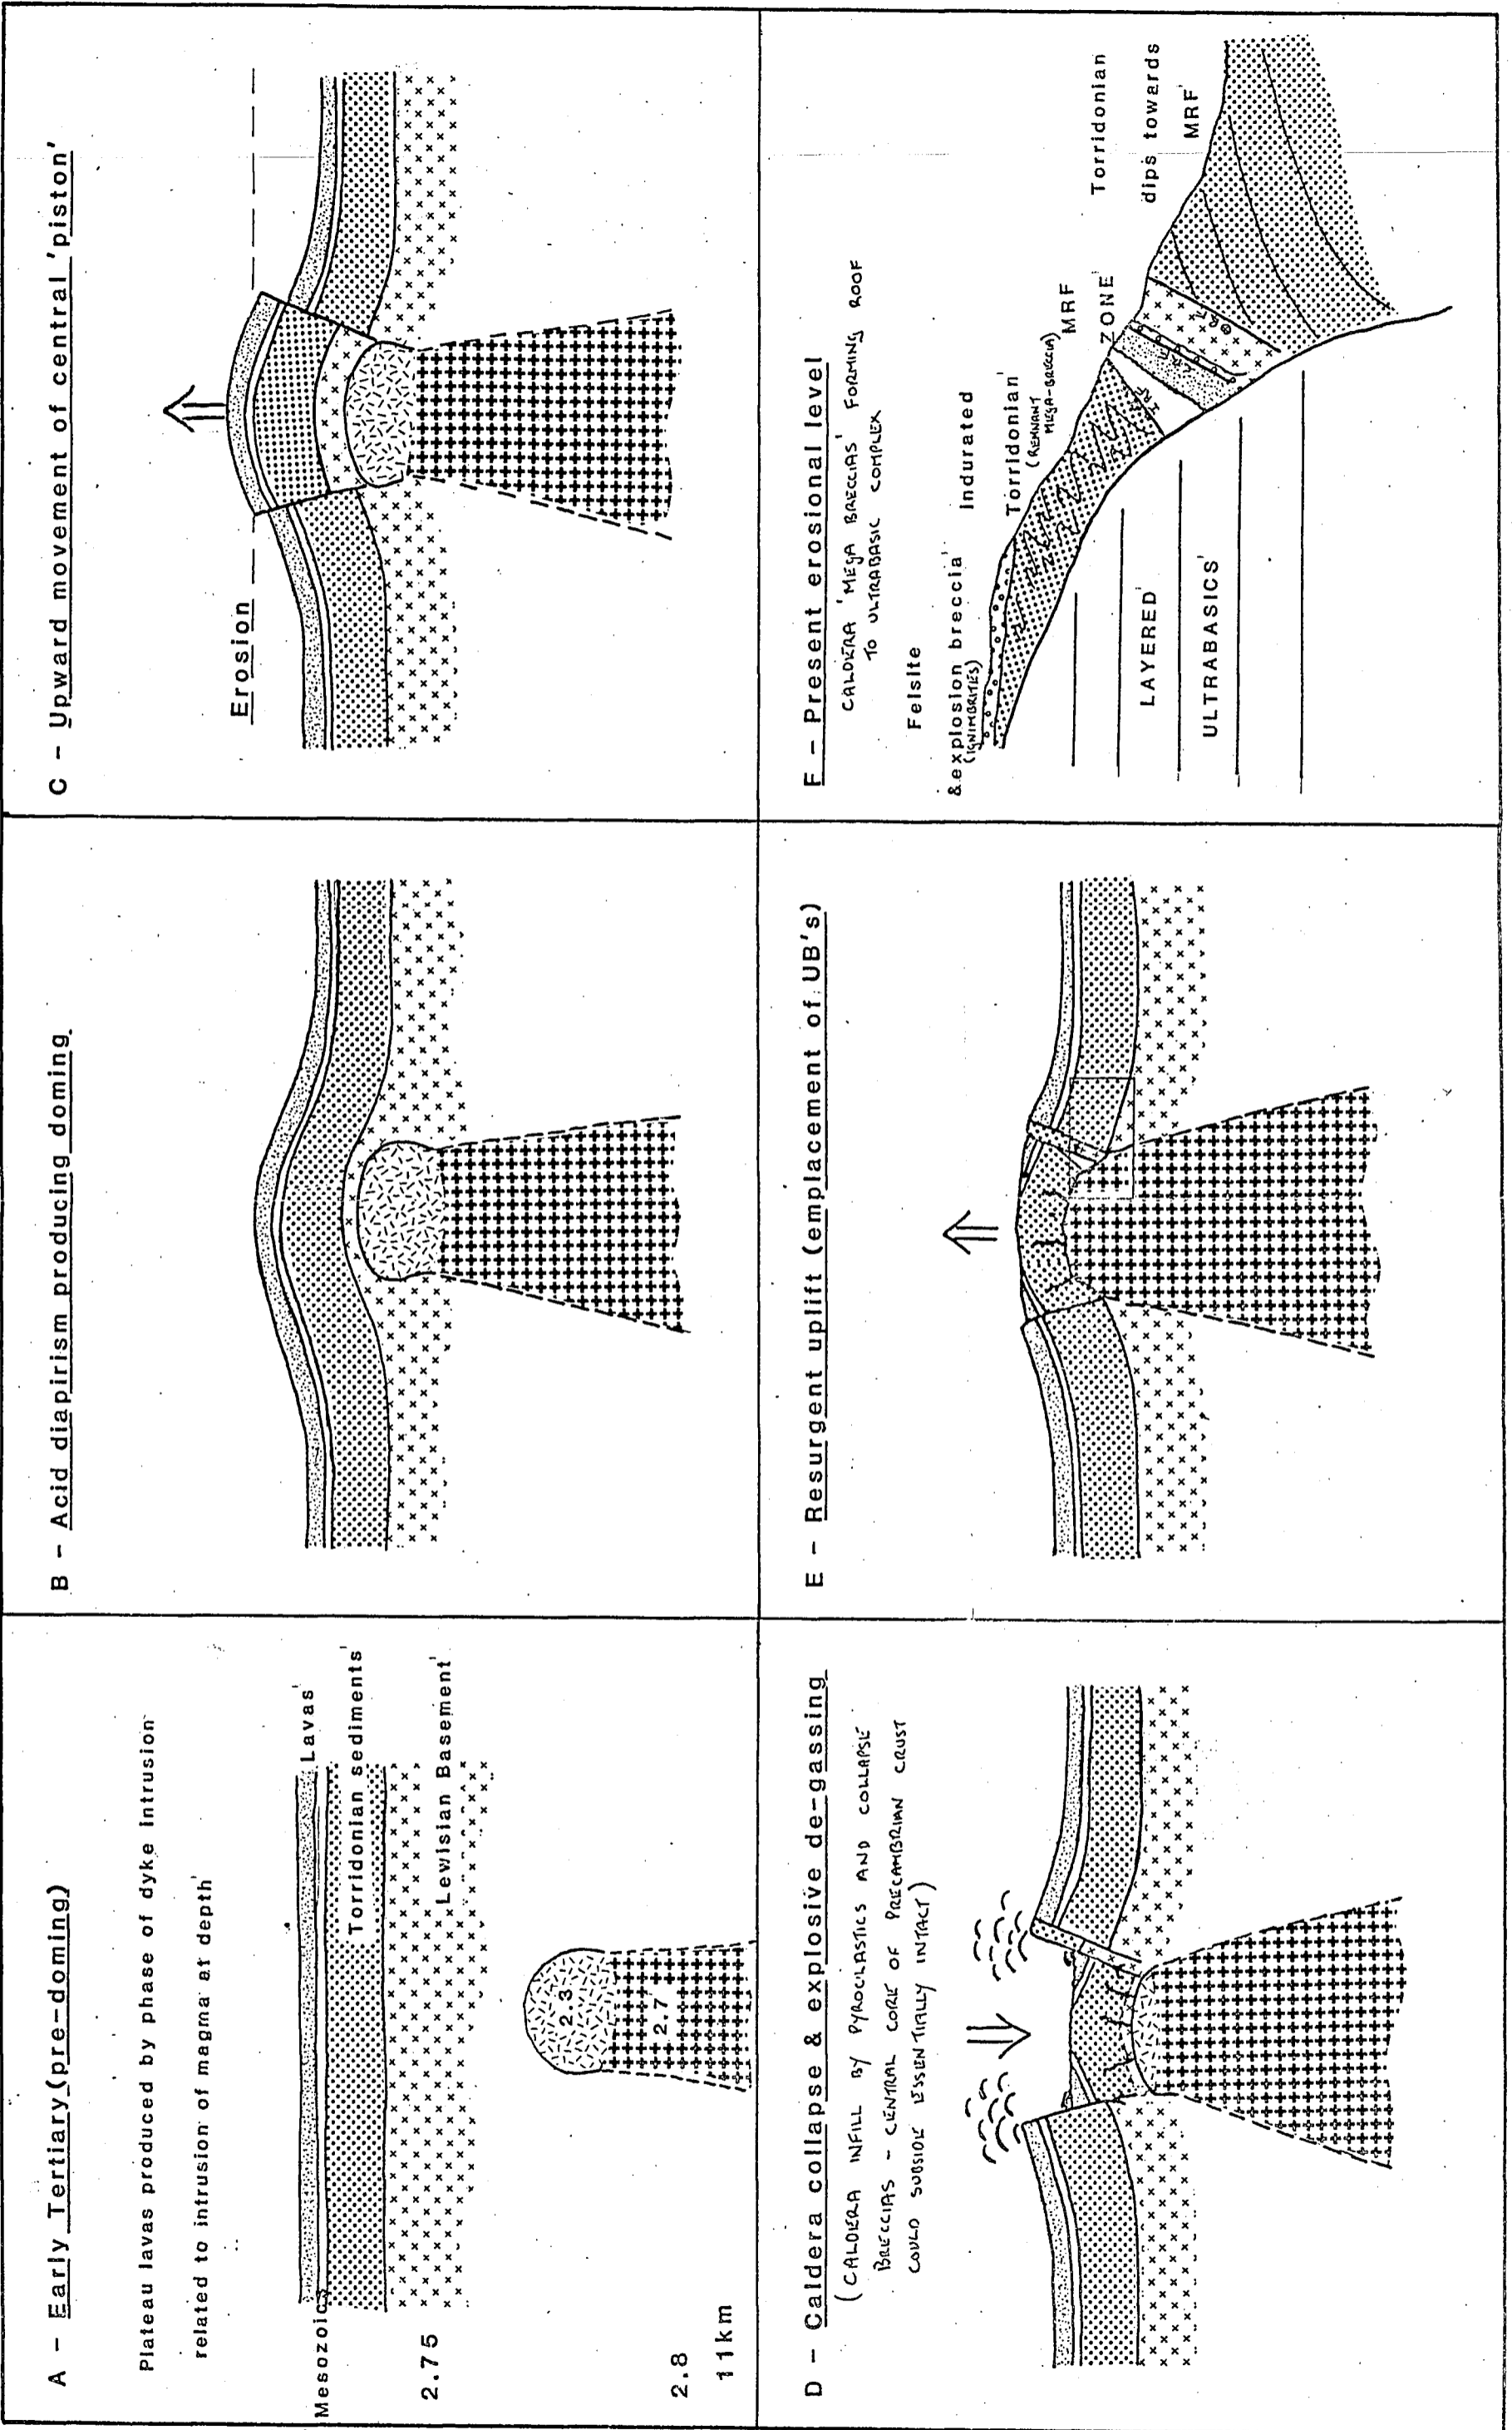 A - Early Tertiary (pre-doming)
Plateau lavas produced by phase of dyke intrusion
related to intrusion of magma at depth
Mesozoic
Lavas
Torridonian sediments
2.75
Lewisian Basement
2.3
2.7
2.8
11km
B - Acid diapirism producing doming
C - Upward movement of central 'piston'
Erosion
D - Caldera collapse & explosive de-gassing
(CALDERA INFILL BY PYROCLASTICS AND COLLAPSE
BRECCIAS - CENTRAL CORE OF PRECAMBRIAN CRUST
COULD SUBSIDE ESSENTIALLY INTACT)
E - Resurgent uplift (emplacement of UB's)
F - Present erosional level
CALDERA 'MEGA BRECCIAS' FORMING ROOF
TO ULTRABASIC COMPLEX
Felsite
& explosion breccia
(IGNIMBRITES)
Indurated
Torridonian
(REMNANT
MEGA-BRECCIA)
MRF
ZONE
Torridonian
dips towards
MRF
LAYERED
ULTRABASICS